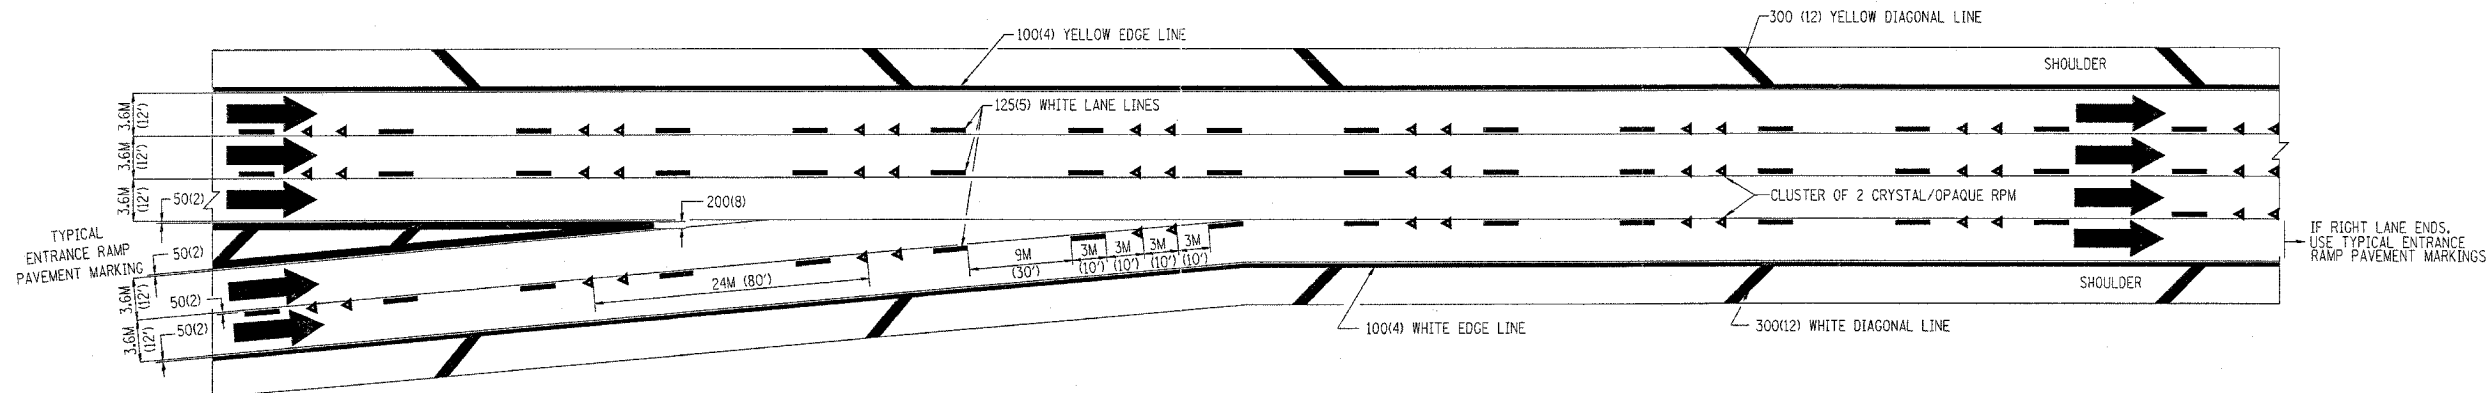 300 (12) YELLOW DIAGONAL LINE
100(4) YELLOW EDGE LINE
SHOULDER
3.6M
(12')
125(5) WHITE LANE LINES
3.6M
(12')
3.6M
(12')
50(2)
200(8)
CLUSTER OF 2 CRYSTAL/OPAQUE RPM
TYPICAL
ENTRANCE RAMP
PAVEMENT MARKING
50(2)
IF RIGHT LANE ENDS,
USE TYPICAL ENTRANCE
RAMP PAVEMENT MARKINGS
9M
(30')
3M
(10')
3M
(10')
3M
(10')
3M
(10')
24M (80')
SHOULDER
3.6M
(12')
50(2)
3.6M
(12')
50(2)
100(4) WHITE EDGE LINE
300(12) WHITE DIAGONAL LINE